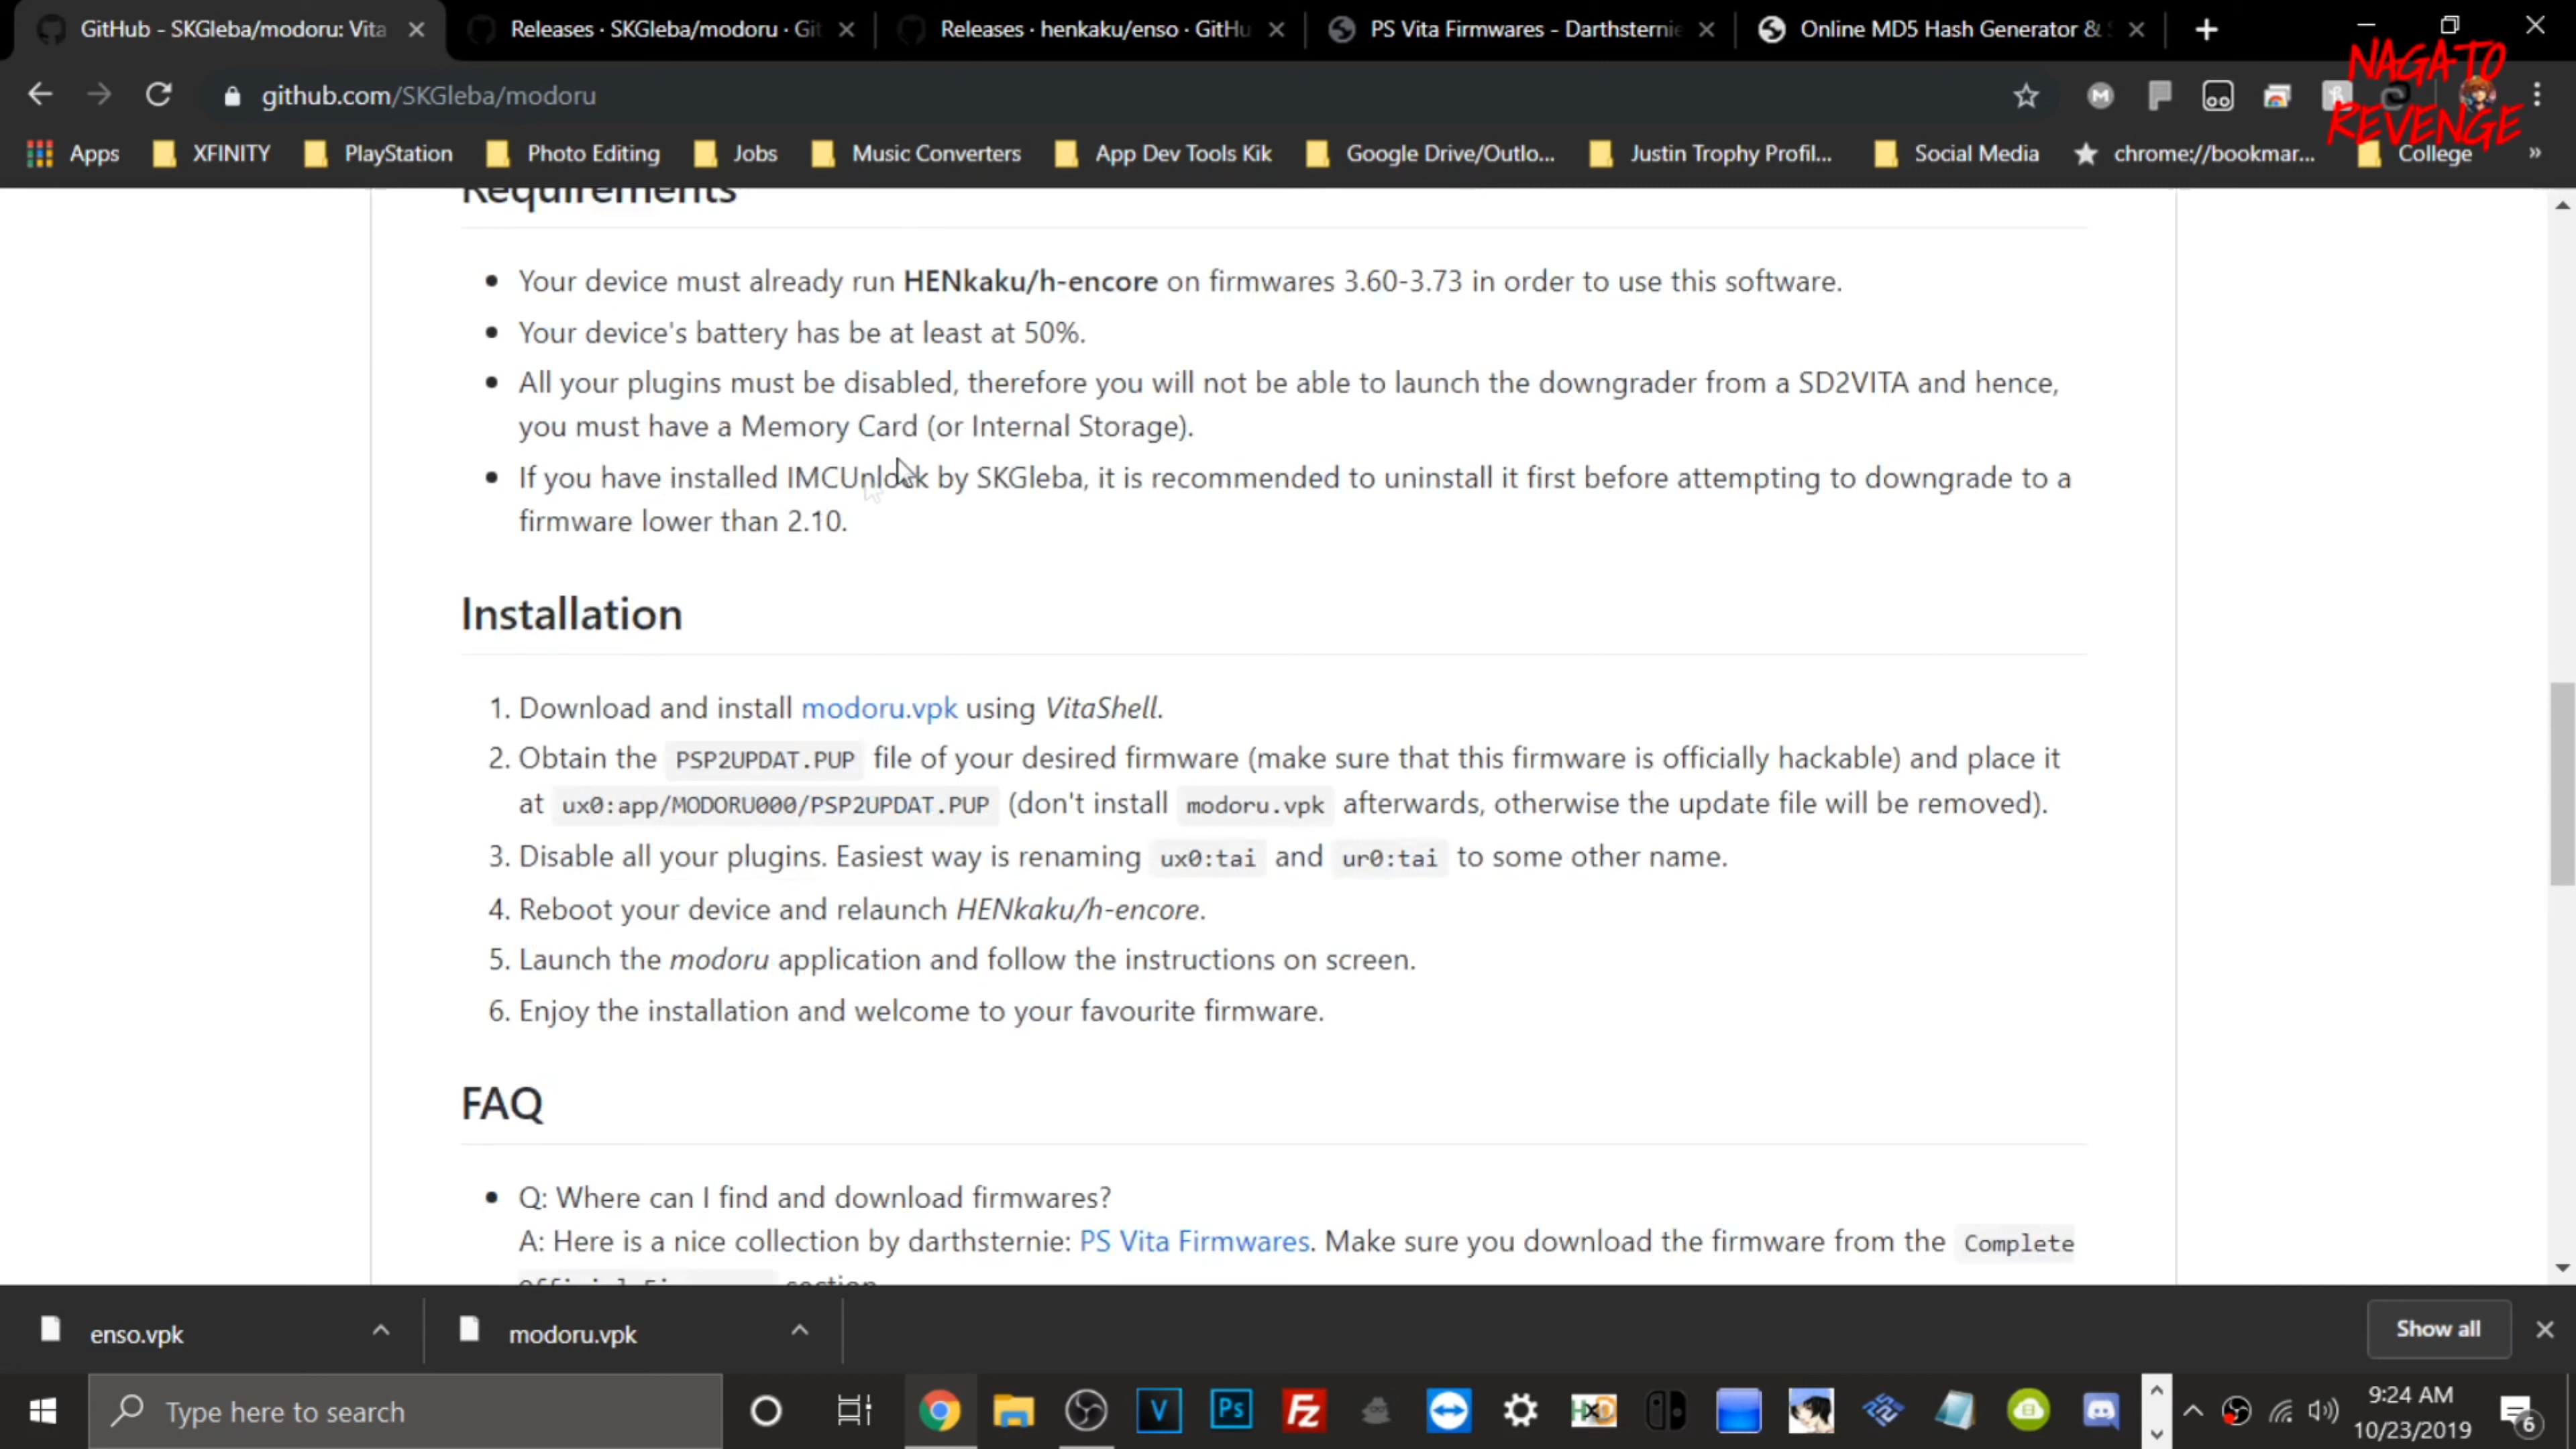 GitHub - SKGleba/modoru: Vita
Releases · SKGleba/modoru · Git
Releases · henkaku/enso · GitHu
PS Vita Firmwares - Darthsternie
Online MD5 Hash Generator &
NAGATO
REVENGE
github.com/SKGleba/modoru
Apps
XFINITY
PlayStation
Photo Editing
Jobs
Music Converters
App Dev Tools Kik
Google Drive/Outlo...
Justin Trophy Profil...
Social Media
chrome://bookmar...
College
Requirements
Your device must already run HENkaku/h-encore on firmwares 3.60-3.73 in order to use this software.
Your device's battery has be at least at 50%.
All your plugins must be disabled, therefore you will not be able to launch the downgrader from a SD2VITA and hence,
you must have a Memory Card (or Internal Storage).
If you have installed IMCUnlock by SKGleba, it is recommended to uninstall it first before attempting to downgrade to a
firmware lower than 2.10.
Installation
1. Download and install modoru.vpk using VitaShell.
2. Obtain the PSP2UPDAT.PUP file of your desired firmware (make sure that this firmware is officially hackable) and place it
at ux0:app/MODORU000/PSP2UPDAT.PUP (don't install modoru.vpk afterwards, otherwise the update file will be removed).
3. Disable all your plugins. Easiest way is renaming ux0:tai and ur0:tai to some other name.
4. Reboot your device and relaunch HENkaku/h-encore.
5. Launch the modoru application and follow the instructions on screen.
6. Enjoy the installation and welcome to your favourite firmware.
FAQ
Q: Where can I find and download firmwares?
A: Here is a nice collection by darthsternie: PS Vita Firmwares. Make sure you download the firmware from the Complete
section
enso.vpk
modoru.vpk
Show all
Type here to search
V
Ps
Fz
HxD
9:24 AM
10/23/2019
6